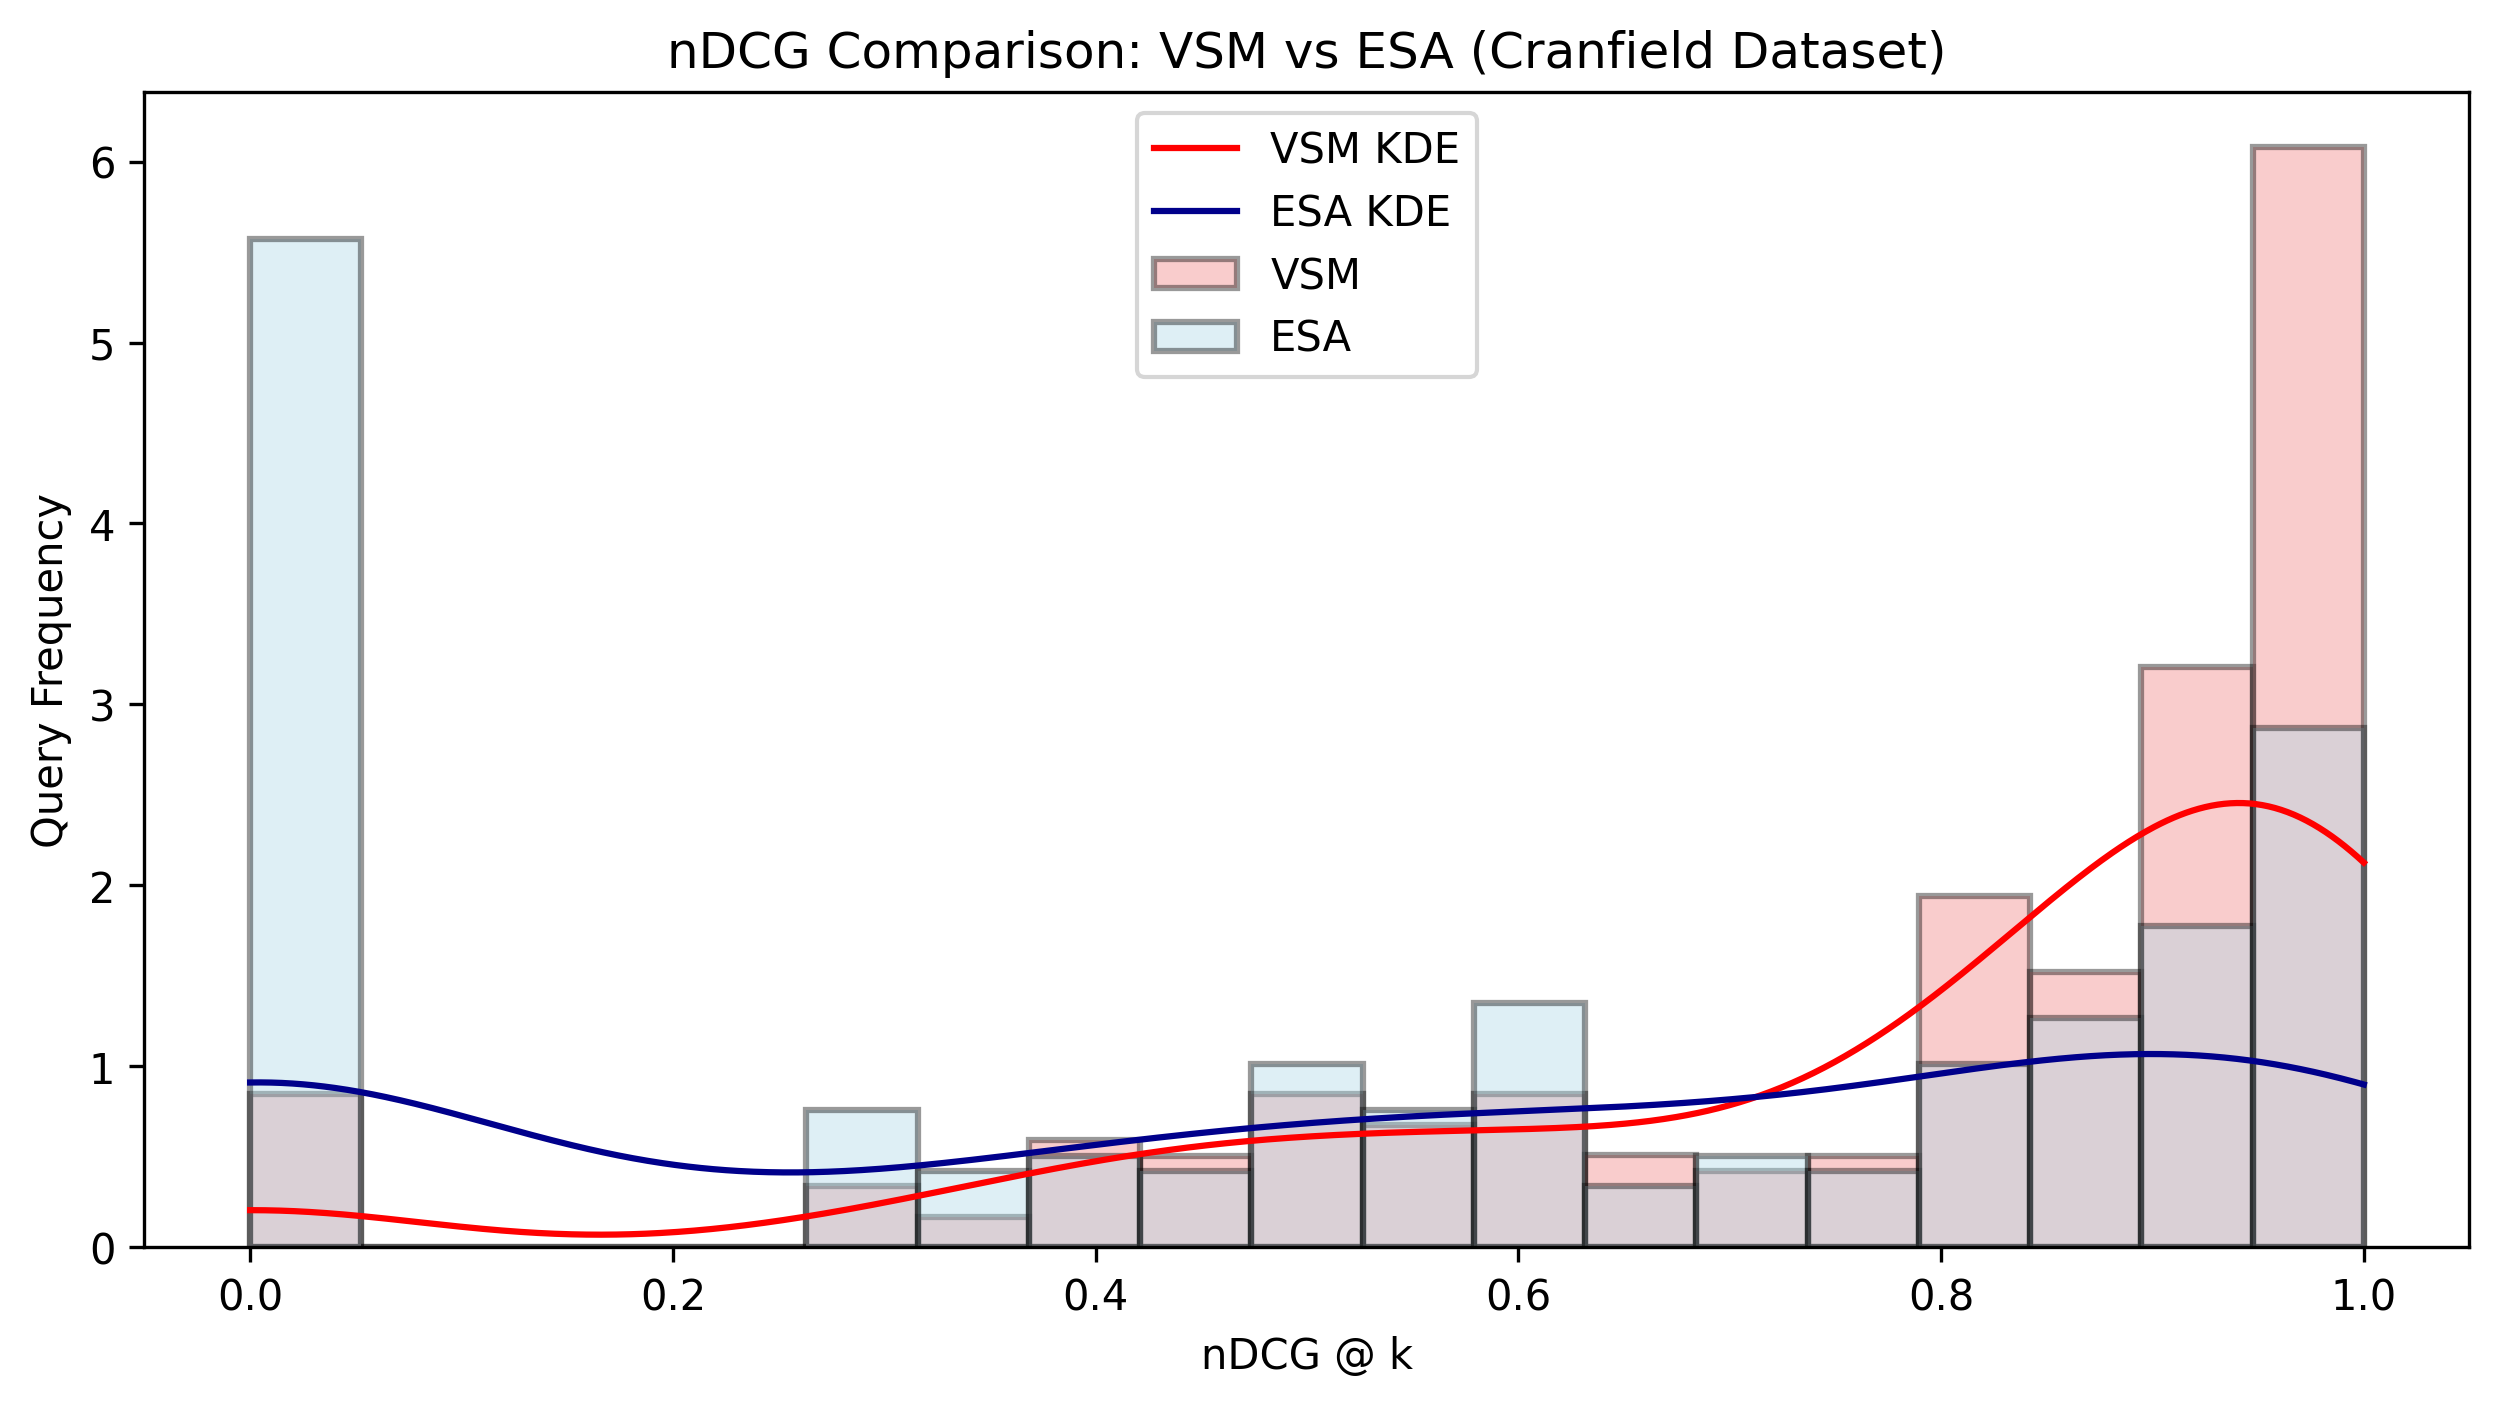 nDCG Comparison: VSM vs ESA (Cranfield Dataset)
VSM KDE
ESA KDE
VSM
ESA
Query Frequency
6
5
4
3
2
1
0
0.0 0.2 0.4 0.6 0.8 1.0
nDCG @ k